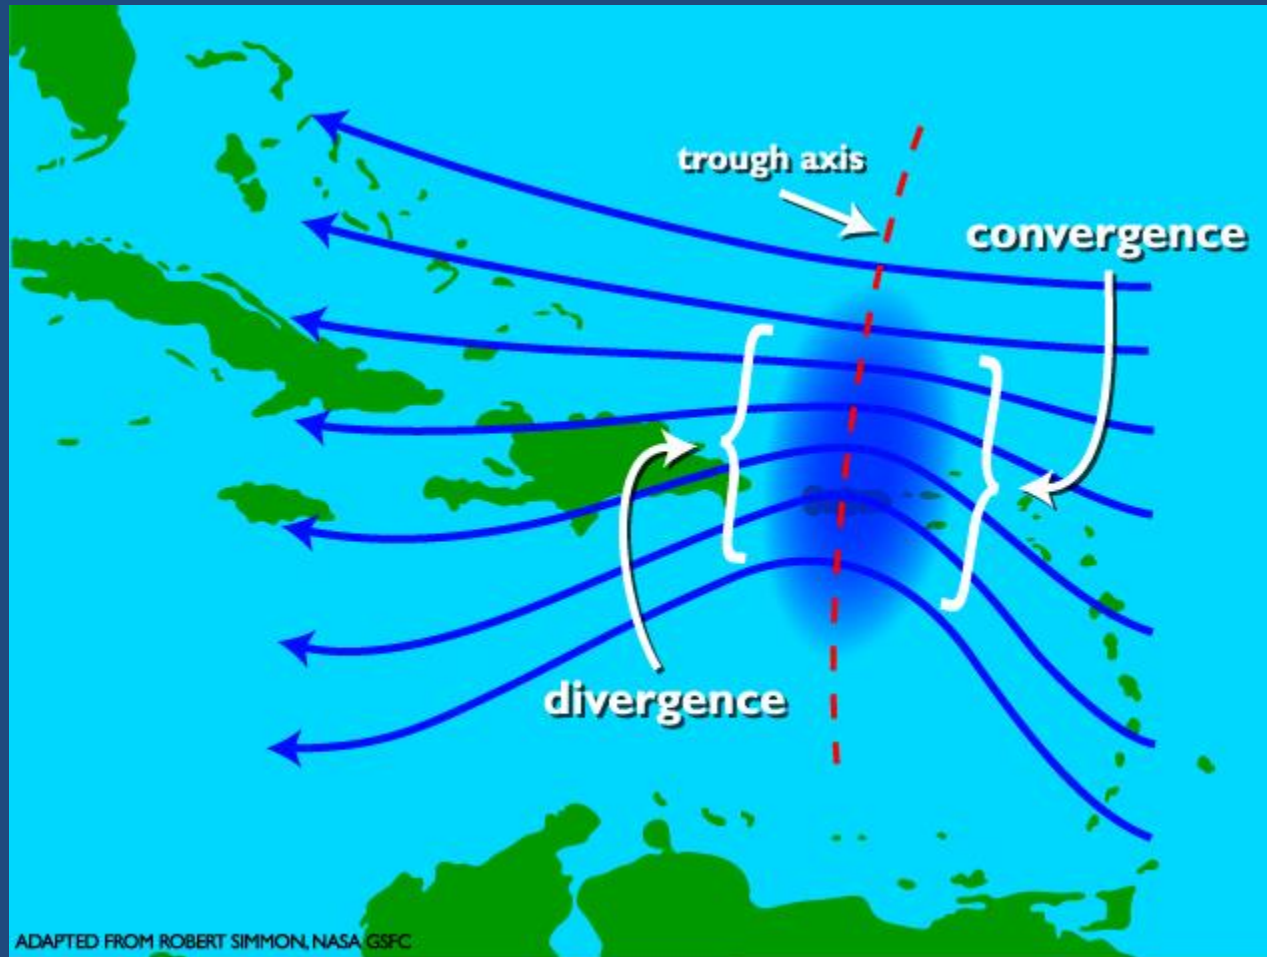 trough axis
convergence
divergence
ADAPTED FROM ROBERT SIMMON, NASA GSFC